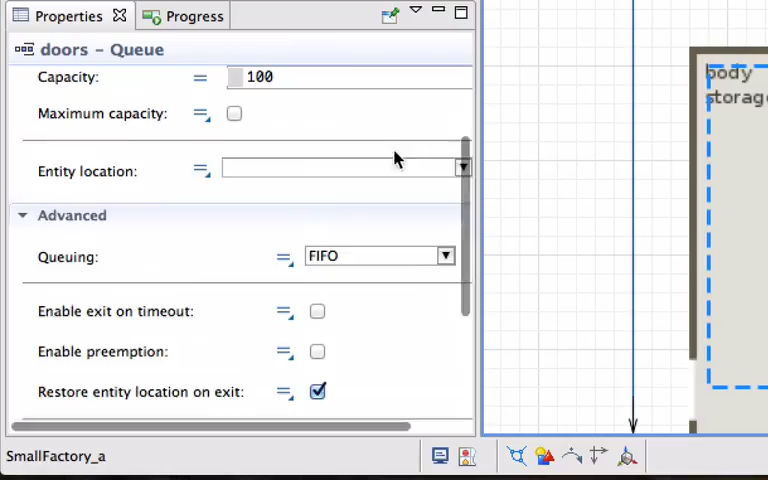 Properties
Progress
doors - Queue
Capacity: = 100
Maximum capacity: =
Entity location: =
Advanced
Queuing: = FIFO
Enable exit on timeout: =
Enable preemption: =
Restore entity location on exit: =
SmallFactory_a
body
storage